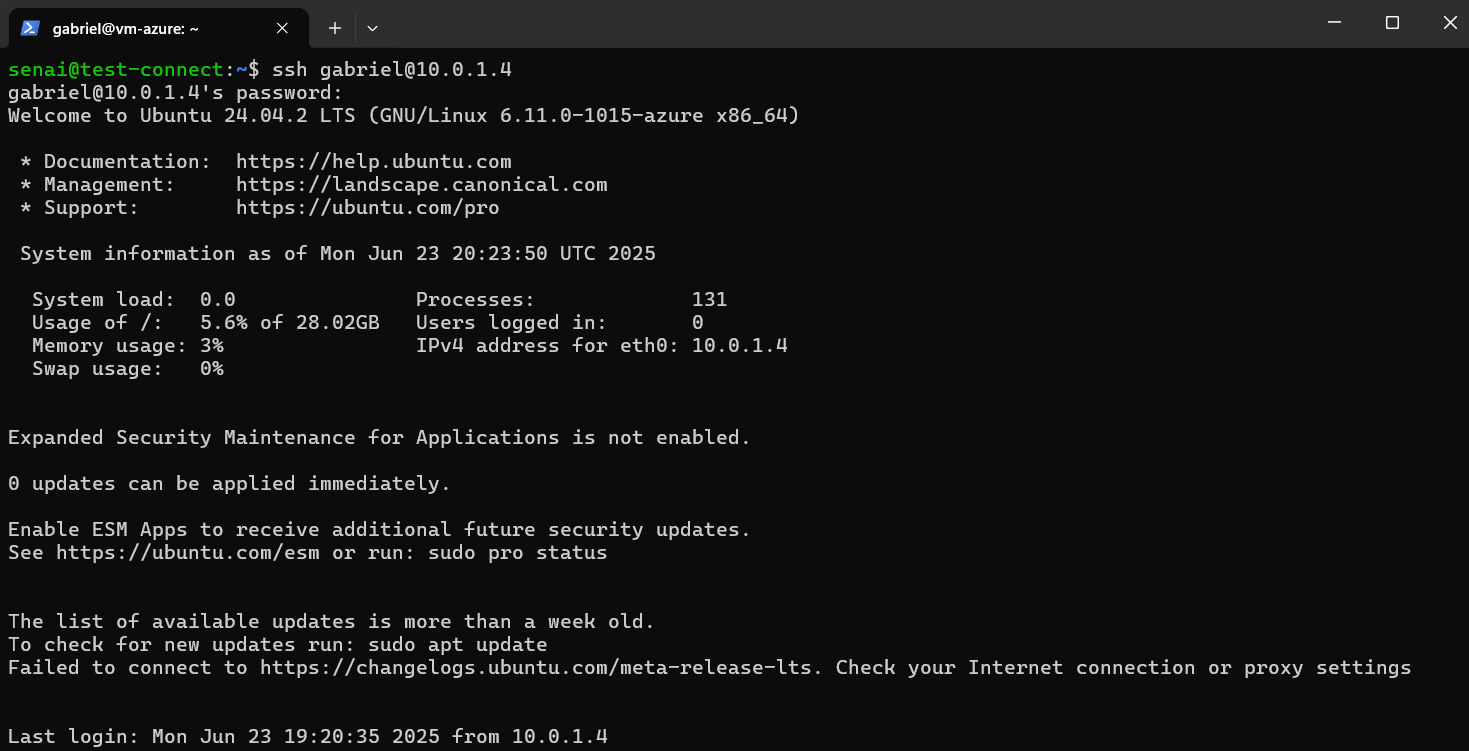 gabriel@vm-azure: ~
senai@test-connect:~$ ssh gabriel@10.0.1.4
gabriel@10.0.1.4's password:
Welcome to Ubuntu 24.04.2 LTS (GNU/Linux 6.11.0-1015-azure x86_64)
* Documentation:  https://help.ubuntu.com
* Management:     https://landscape.canonical.com
* Support:        https://ubuntu.com/pro
System information as of Mon Jun 23 20:23:50 UTC 2025
System load:  0.0               Processes:             131
Usage of /:   5.6% of 28.02GB   Users logged in:       0
Memory usage: 3%                IPv4 address for eth0: 10.0.1.4
Swap usage:   0%
Expanded Security Maintenance for Applications is not enabled.
0 updates can be applied immediately.
Enable ESM Apps to receive additional future security updates.
See https://ubuntu.com/esm or run: sudo pro status
The list of available updates is more than a week old.
To check for new updates run: sudo apt update
Failed to connect to https://changelogs.ubuntu.com/meta-release-lts. Check your Internet connection or proxy settings
Last login: Mon Jun 23 19:20:35 2025 from 10.0.1.4